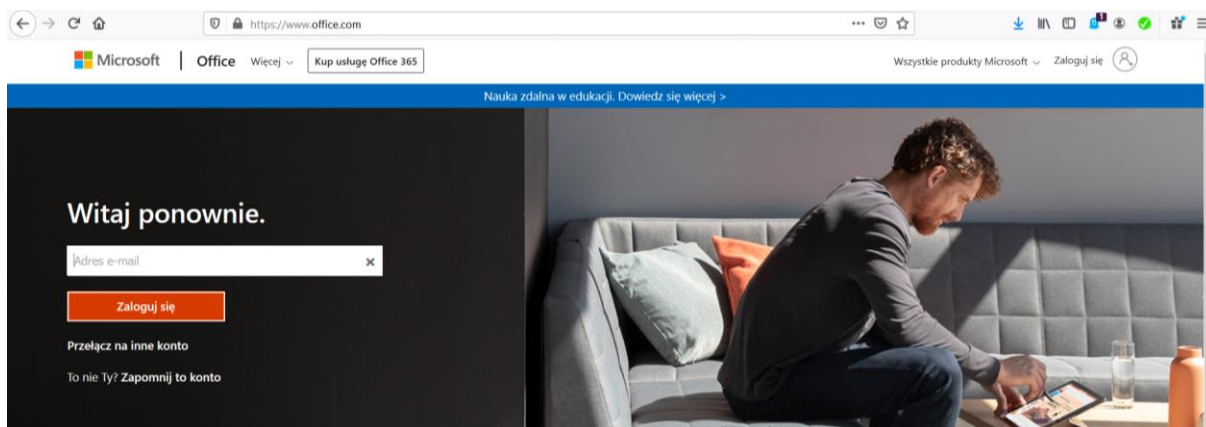 https://www.office.com
Microsoft | Office Więcej Kup usługę Office 365 Wszystkie produkty Microsoft Zaloguj się
Nauka zdalna w edukacji. Dowiedz się więcej >
Witaj ponownie.
Adres e-mail
Zaloguj się
Przełącz na inne konto
To nie Ty? Zapomnij to konto